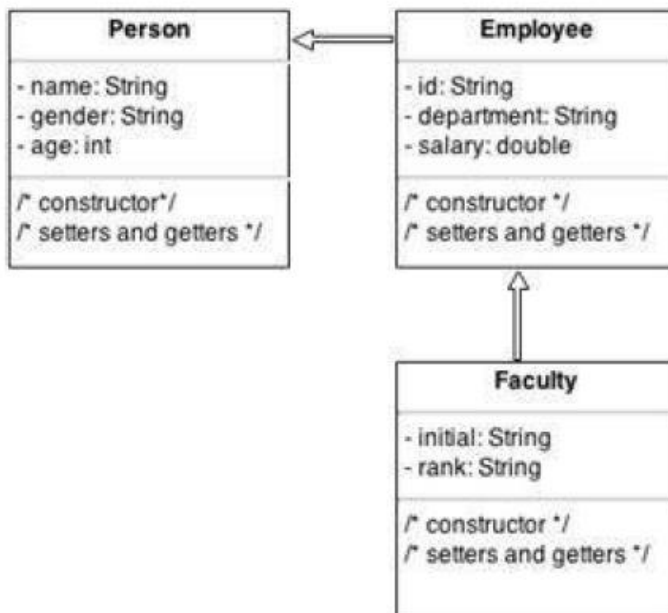 Person
- name: String
- gender: String
- age: int
/* constructor*/
/* setters and getters */
Employee
- id: String
- department: String
- salary: double
/* constructor */
/* setters and getters */
Faculty
- initial: String
- rank: String
/* constructor */
/* setters and getters */